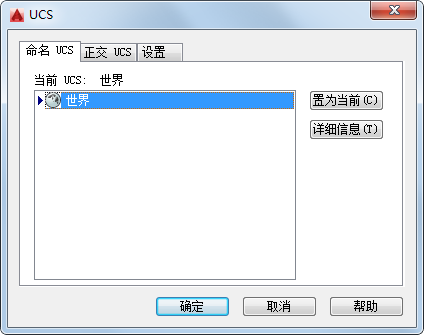 UCS
命名 UCS 正交 UCS 设置
当前 UCS: 世界
世界
置为当前(C)
详细信息(T)
确定 取消 帮助